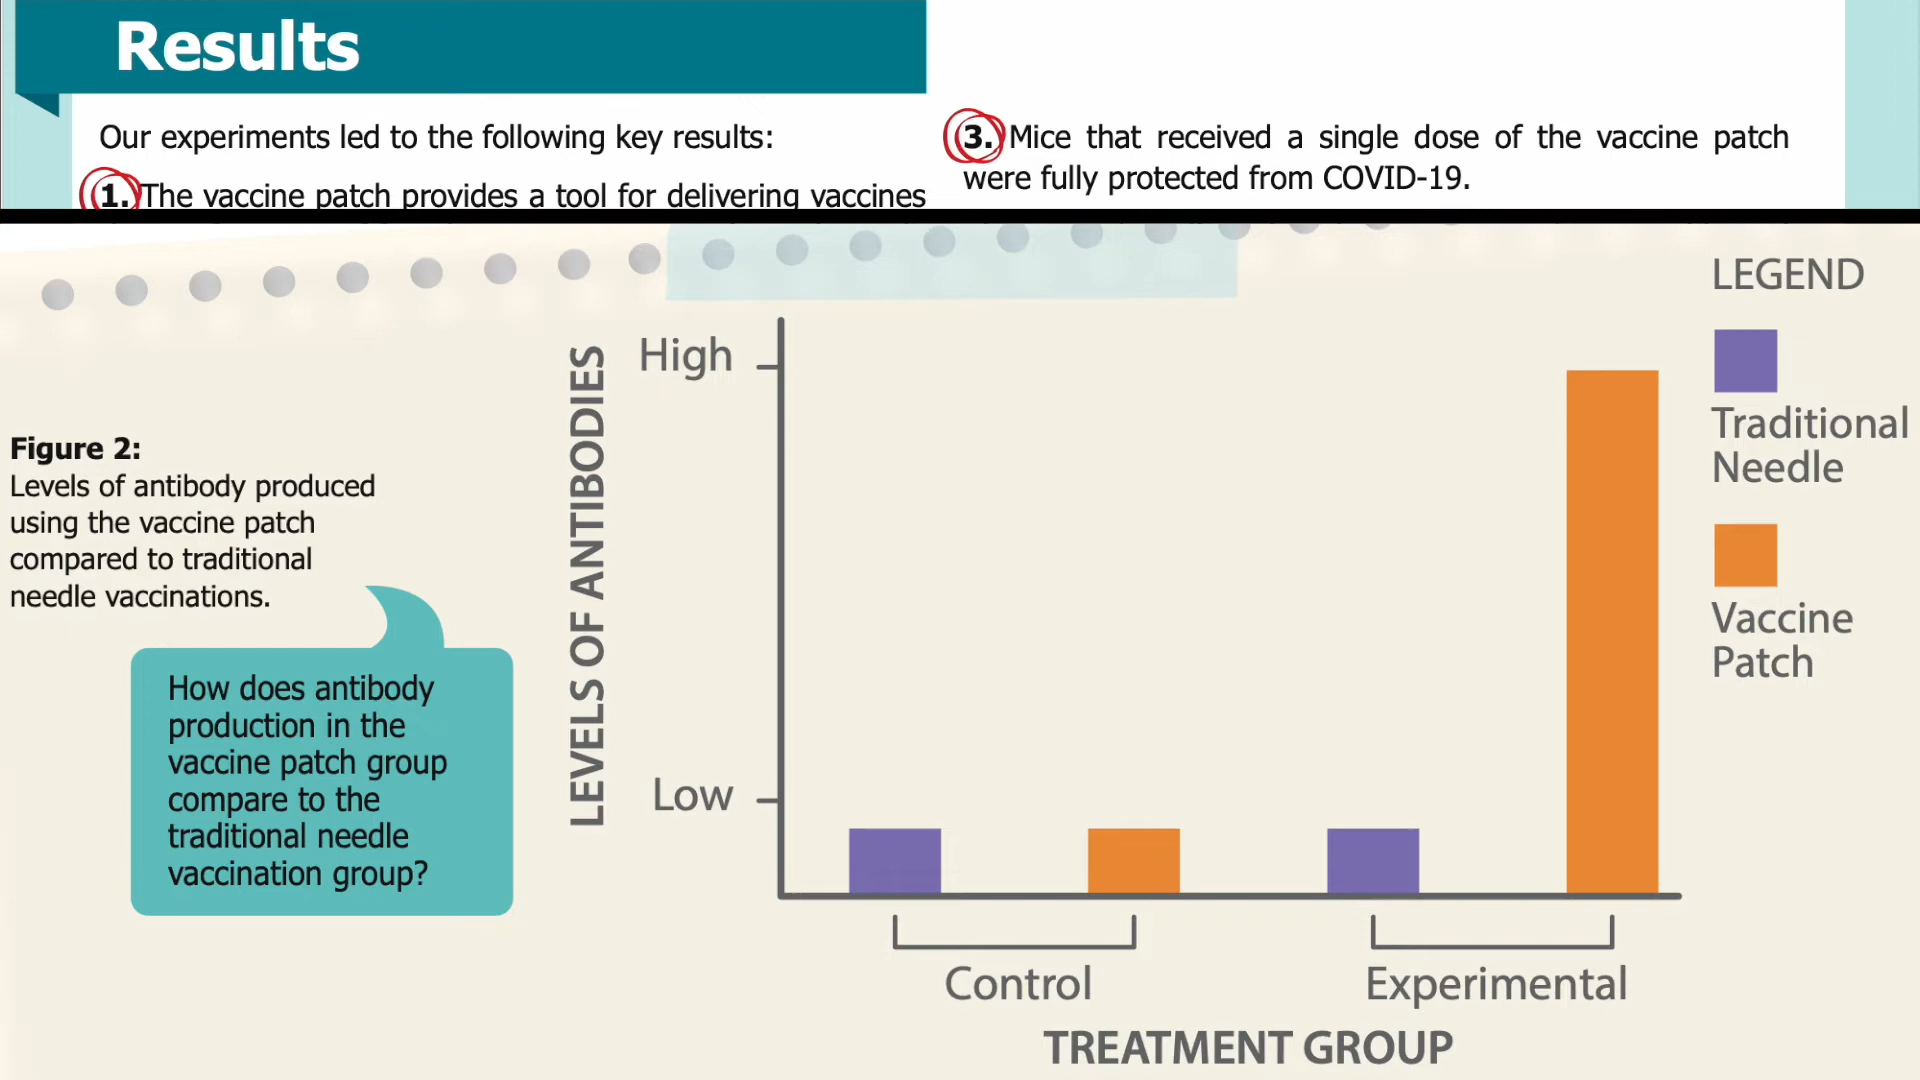 Results
Our experiments led to the following key results:
1. The vaccine patch provides a tool for delivering vaccines
3. Mice that received a single dose of the vaccine patch
were fully protected from COVID-19.
Figure 2:
Levels of antibody produced
using the vaccine patch
compared to traditional
needle vaccinations.
How does antibody
production in the
vaccine patch group
compare to the
traditional needle
vaccination group?
LEVELS OF ANTIBODIES
High
Low
Control
Experimental
TREATMENT GROUP
LEGEND
Traditional
Needle
Vaccine
Patch